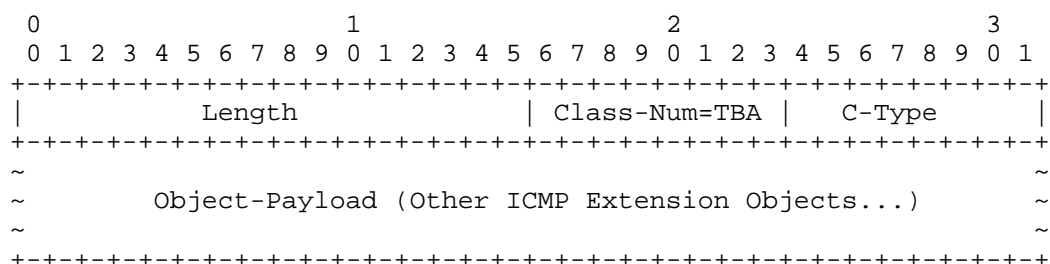 0                   1                   2                   3
 0 1 2 3 4 5 6 7 8 9 0 1 2 3 4 5 6 7 8 9 0 1 2 3 4 5 6 7 8 9 0 1
+-+-+-+-+-+-+-+-+-+-+-+-+-+-+-+-+-+-+-+-+-+-+-+-+-+-+-+-+-+-+-+-+
|           Length              | Class-Num=TBA |   C-Type      |
+-+-+-+-+-+-+-+-+-+-+-+-+-+-+-+-+-+-+-+-+-+-+-+-+-+-+-+-+-+-+-+-+
~                                                               ~
~        Object-Payload (Other ICMP Extension Objects...)       ~
~                                                               ~
+-+-+-+-+-+-+-+-+-+-+-+-+-+-+-+-+-+-+-+-+-+-+-+-+-+-+-+-+-+-+-+-+